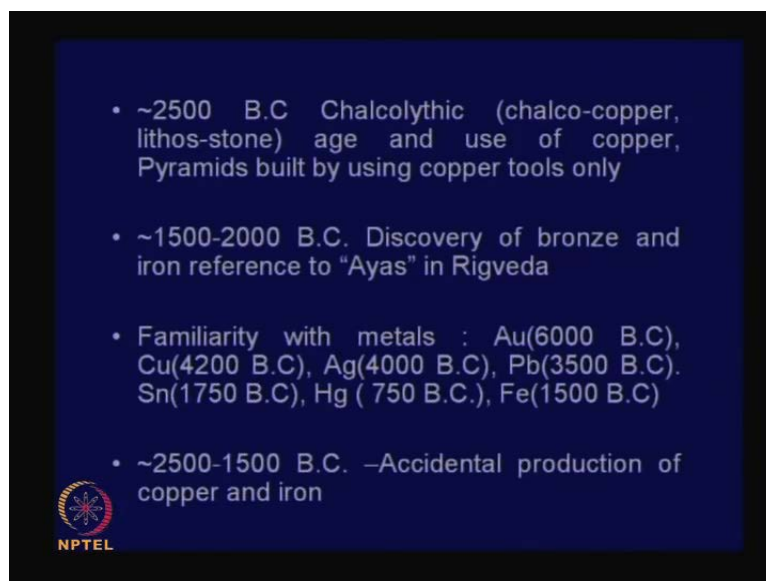 • ~2500 B.C Chalcolythic (chalco-copper,
lithos-stone) age and use of copper,
Pyramids built by using copper tools only
• ~1500-2000 B.C. Discovery of bronze and
iron reference to “Ayas” in Rigveda
• Familiarity with metals : Au(6000 B.C),
Cu(4200 B.C), Ag(4000 B.C), Pb(3500 B.C).
Sn(1750 B.C), Hg ( 750 B.C.), Fe(1500 B.C)
• ~2500-1500 B.C. –Accidental production of
copper and iron
NPTEL